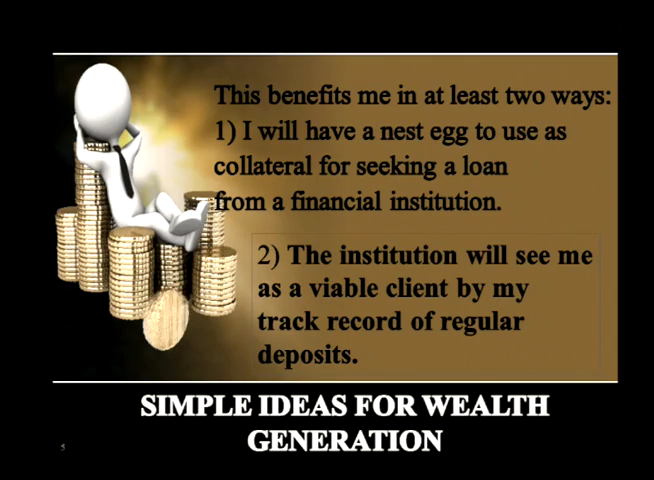 This benefits me in at least two ways:
1) I will have a nest egg to use as
collateral for seeking a loan
from a financial institution.
2) The institution will see me
as a viable client by my
track record of regular
deposits.
SIMPLE IDEAS FOR WEALTH
GENERATION
5